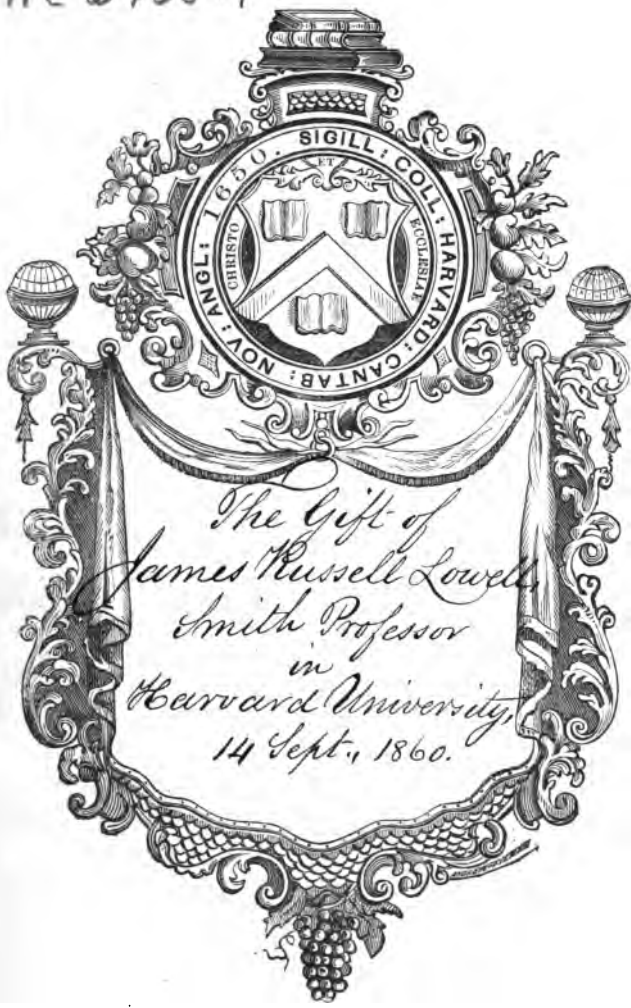 SIGILL: COLL: HARVARD: CANTAB: NOV: ANGL: 1650.
ET
CHRISTO
ECCLESIAE
The Gift of
James Russell Lowell,
Smith Professor
in
Harvard University,
14 Sept., 1860.